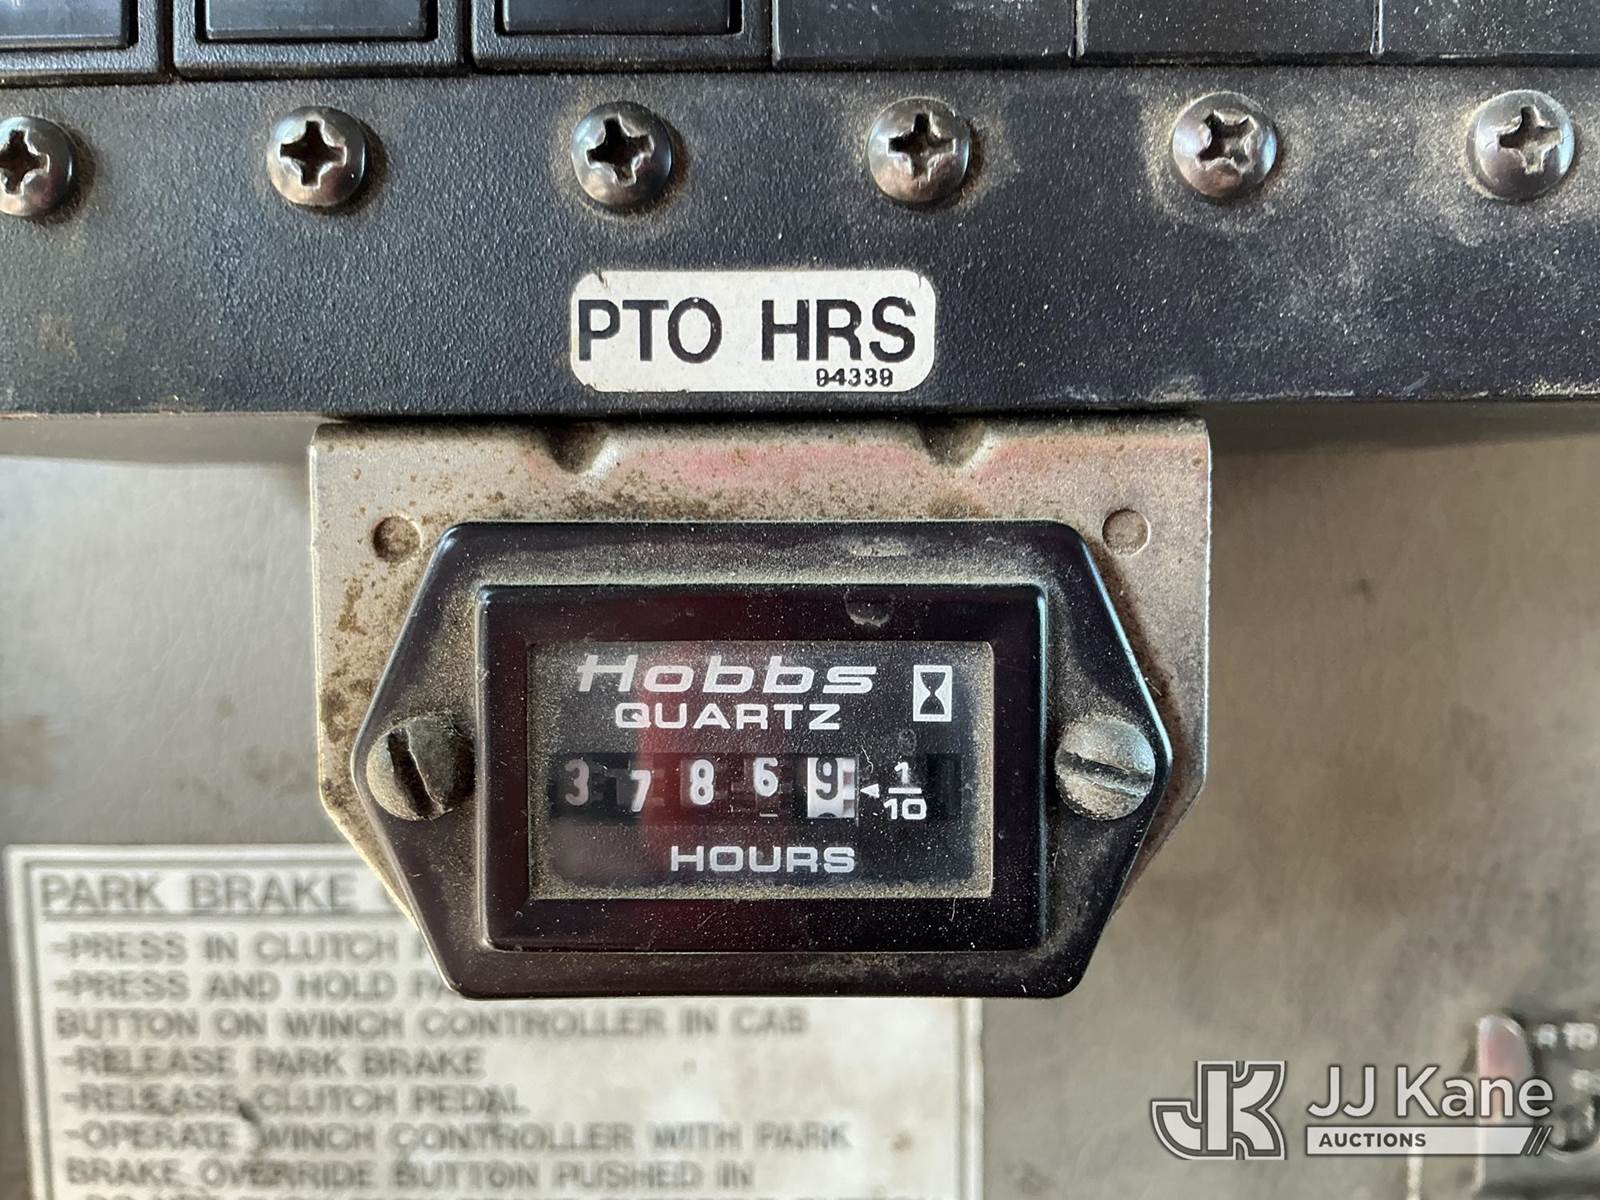 PTO HRS
94339
Hobbs
QUARTZ
3 7 8 6 9 1/10
HOURS
PARK BRAKE
-PRESS IN CLUTCH
-PRESS AND HOLD
BUTTON ON WINCH CONTROLLER IN CAB
-RELEASE PARK BRAKE
-RELEASE CLUTCH PEDAL
-OPERATE WINCH CONTROLLER WITH PARK
BRAKE OVERRIDE BUTTON PUSHED IN
JK JJ Kane
AUCTIONS